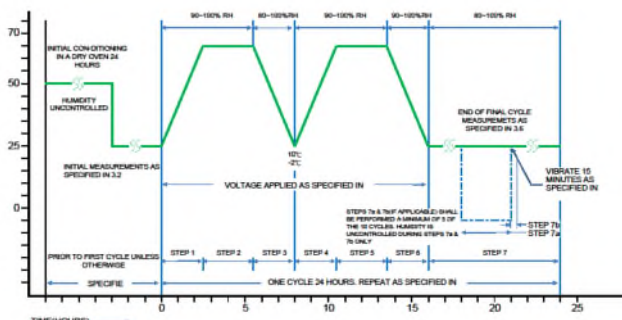 90~100% RH
80~100%RH
90~100% RH
80~100%RH
80~100% RH
70
50
25
0
INITIAL CON-DITIONING
IN A DRY OVEN 24
HOURS
HUMIDITY
UNCONTROLLED
INITIAL MEASUREMENTS AS
SPECIFIED IN 3.2
10℃
-2℃
VOLTAGE APPLIED AS SPECIFIED IN
END OF FINAL CYCLE
MEASUREMETS AS
SPECIFIED IN 3.6
VIBRATE 15
MINUTES AS
SPECIFIED IN
STEPS 7a & 7b(IF APPLICABLE) SHALL
BE PERFORMED A MINIMUM OF 5 OF
THE 10 CYCLES. HUMIDITY IS
UNCONTROLLED DURING STEPS 7a &
7b ONLY
STEP 7b
STEP 7a
PRIOR TO FIRST CYCLE UNLESS
OTHERWISE
SPECIFIE
STEP 1
STEP 2
STEP 3
STEP 4
STEP 5
STEP 6
STEP 7
ONE CYCLE 24 HOURS. REPEAT AS SPECIFIED IN
0
5
10
15
20
25
TIME(HOURS)